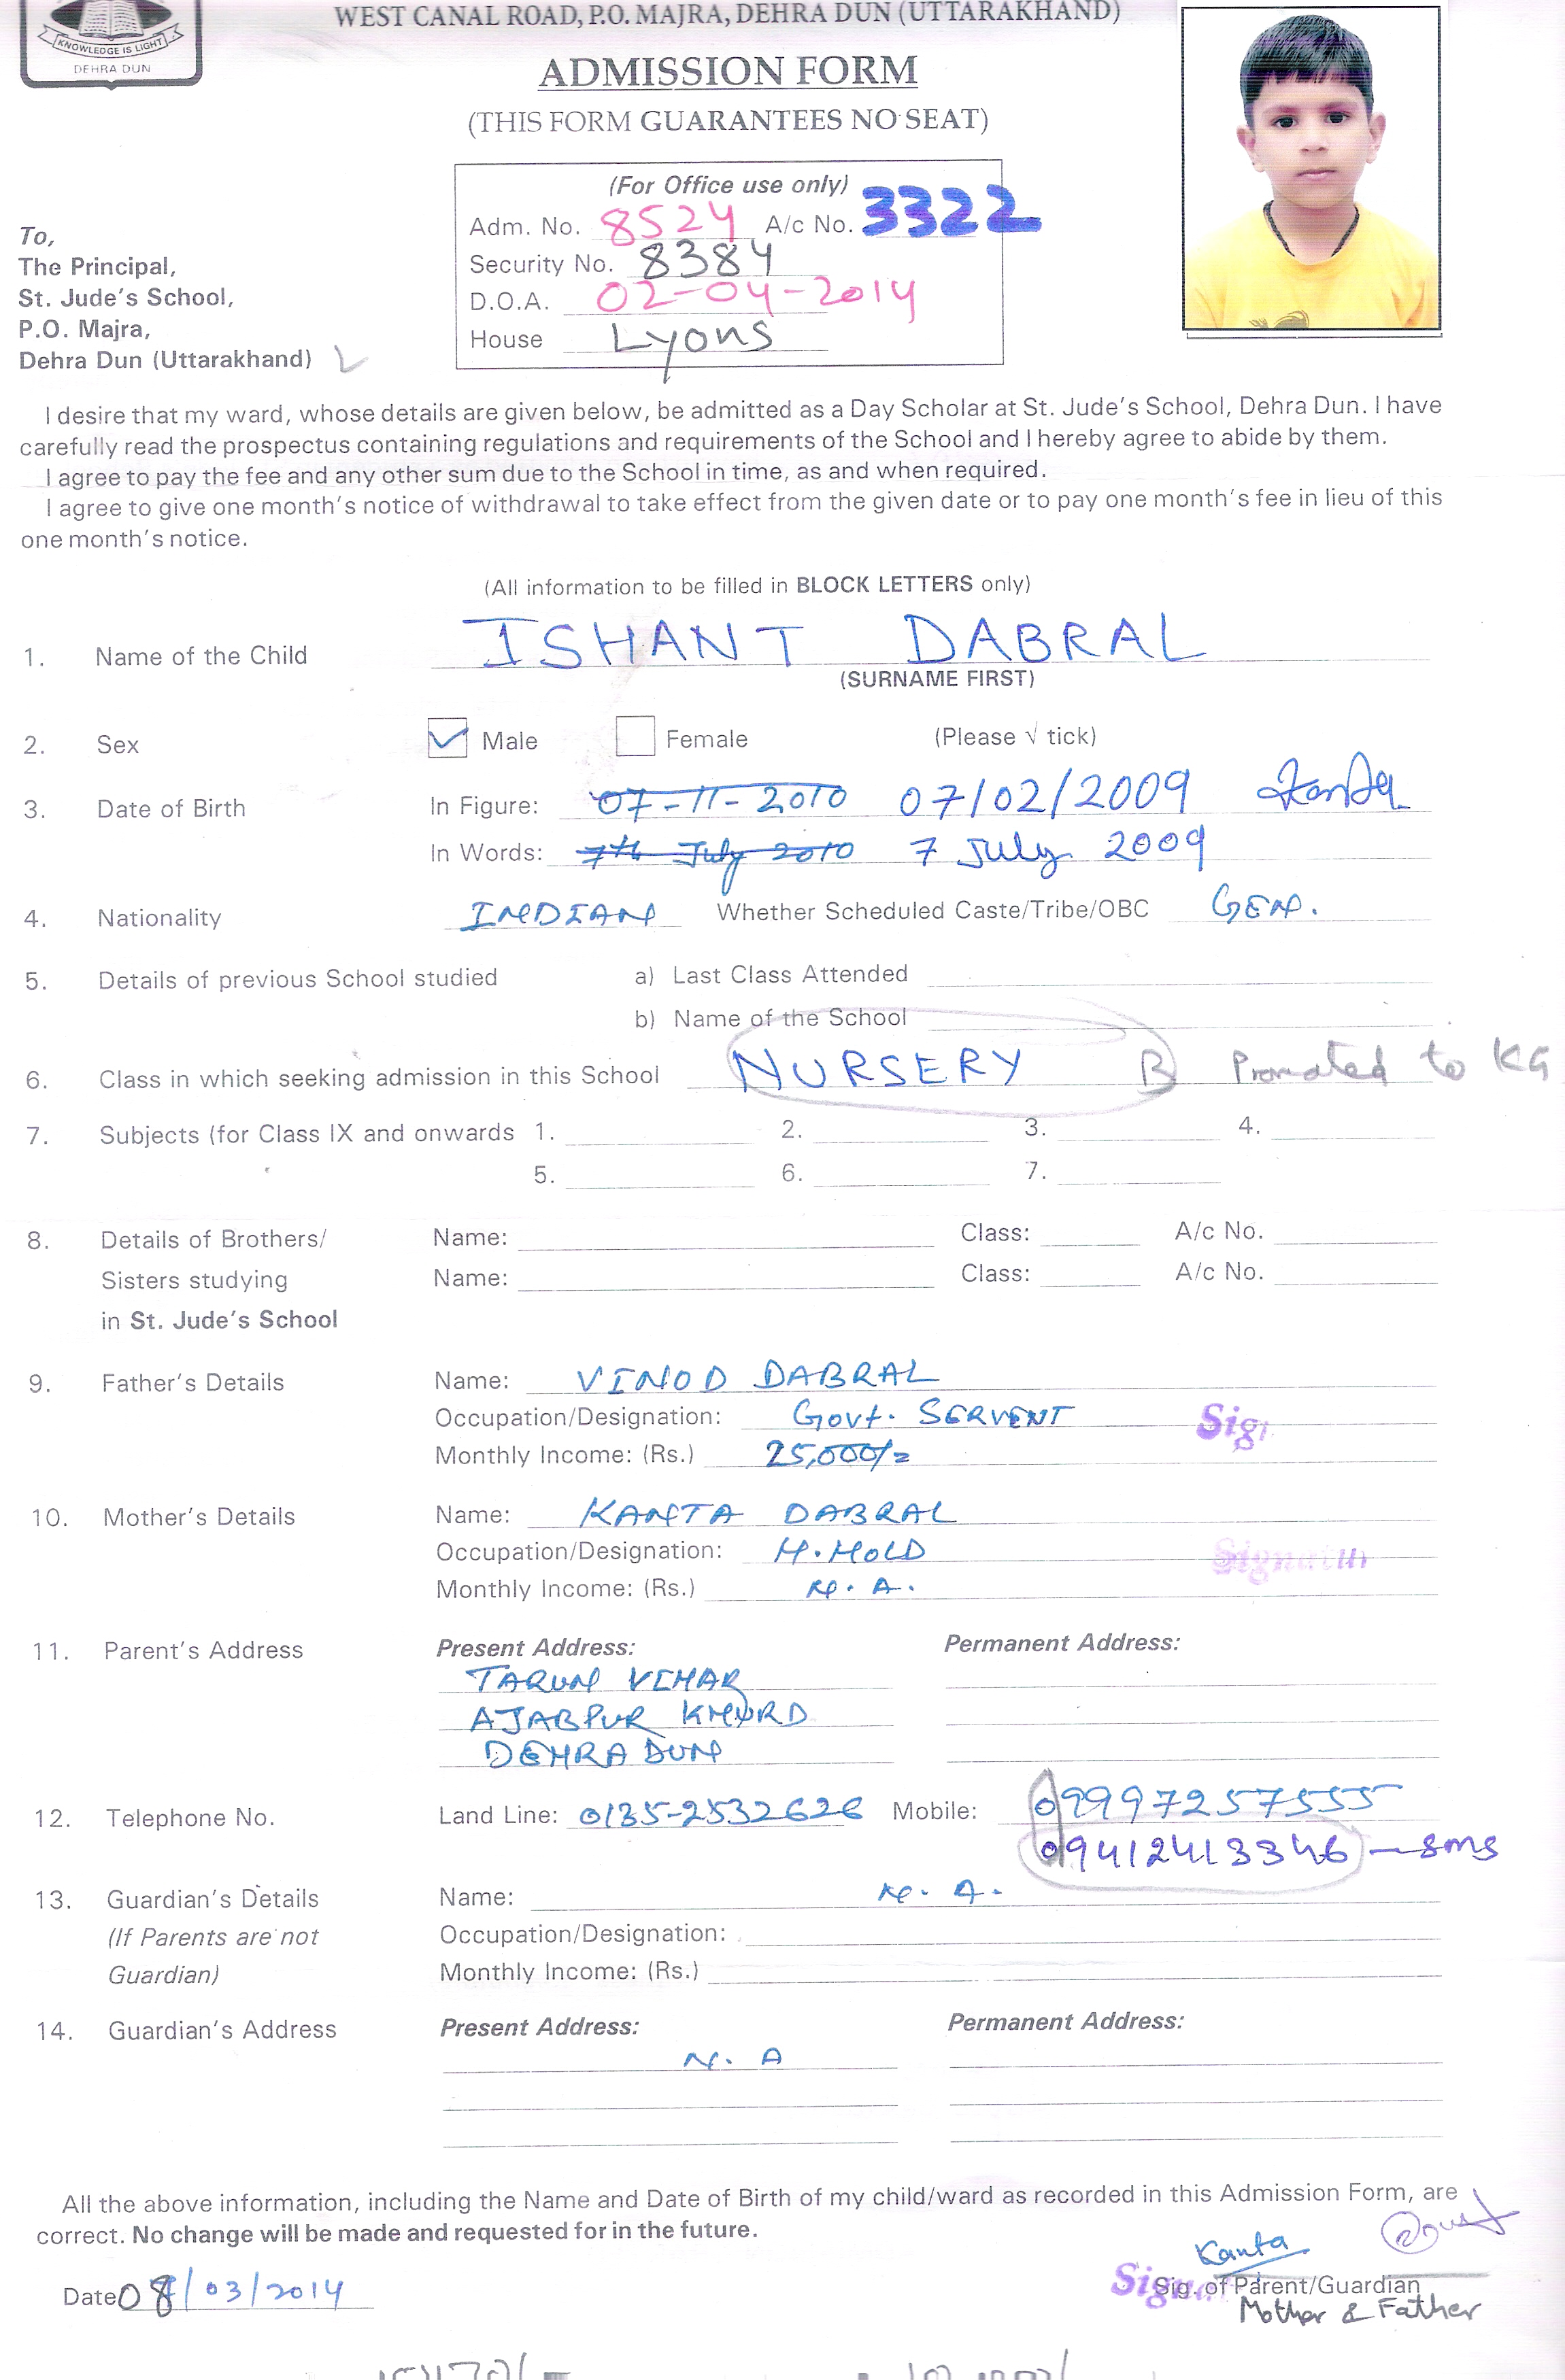 KNOWLEDGE IS LIGHT
DEHRA DUN
WEST CANAL ROAD, P.O. MAJRA, DEHRA DUN (UTTARAKHAND)
ADMISSION FORM
(THIS FORM GUARANTEES NO SEAT)
(For Office use only)
Adm. No. 8524 A/c No. 3322
Security No. 8384
D.O.A. 02-04-2014
House Lyons
To,
The Principal,
St. Jude's School,
P.O. Majra,
Dehra Dun (Uttarakhand)
I desire that my ward, whose details are given below, be admitted as a Day Scholar at St. Jude's School, Dehra Dun. I have
carefully read the prospectus containing regulations and requirements of the School and I hereby agree to abide by them.
I agree to pay the fee and any other sum due to the School in time, as and when required.
I agree to give one month's notice of withdrawal to take effect from the given date or to pay one month's fee in lieu of this
one month's notice.
(All information to be filled in BLOCK LETTERS only)
1. Name of the Child ISHANT DABRAL
(SURNAME FIRST)
2. Sex Male Female (Please √ tick)
3. Date of Birth In Figure: 07-11-2010 07/02/2009 Kanta
In Words: 7th July 2010 7 July 2009
4. Nationality INDIAN Whether Scheduled Caste/Tribe/OBC GEN.
5. Details of previous School studied a) Last Class Attended
b) Name of the School
6. Class in which seeking admission in this School NURSERY B Promoted to KG
7. Subjects (for Class IX and onwards 1. 2. 3. 4.
5. 6. 7.
8. Details of Brothers/ Name: Class: A/c No.
Sisters studying Name: Class: A/c No.
in St. Jude's School
9. Father's Details Name: VINOD DABRAL
Occupation/Designation: Govt. SERVENT Sig
Monthly Income: (Rs.) 25,000/=
10. Mother's Details Name: KANTA DABRAL
Occupation/Designation: H.HOLD
Monthly Income: (Rs.) N.A.
11. Parent's Address Present Address: Permanent Address:
TARUN VIHAR
AJABPUR KHURD
DEHRADUN
12. Telephone No. Land Line: 0135-2532626 Mobile: 09997257555
09412413346 - sms
13. Guardian's Details Name: N.A.
(If Parents are not Occupation/Designation:
Guardian) Monthly Income: (Rs.)
14. Guardian's Address Present Address: Permanent Address:
N.A
All the above information, including the Name and Date of Birth of my child/ward as recorded in this Admission Form, are
correct. No change will be made and requested for in the future.
Kanta
Date 08/03/2014 Sig. of Parent/Guardian
Mother & Father